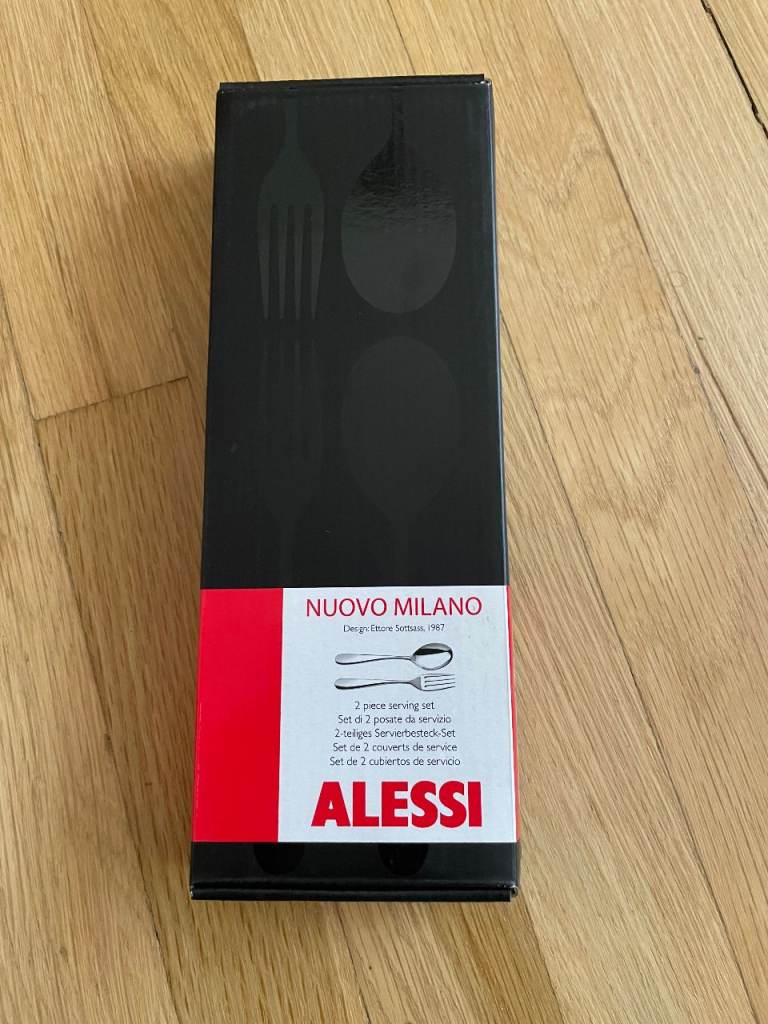 NUOVO MILANO
Design: Ettore Sottsass, 1987
2 piece serving set
Set di 2 posate da servizio
2-teiliges Servierbesteck-Set
Set de 2 couverts de service
Set de 2 cubiertos de servicio
ALESSI